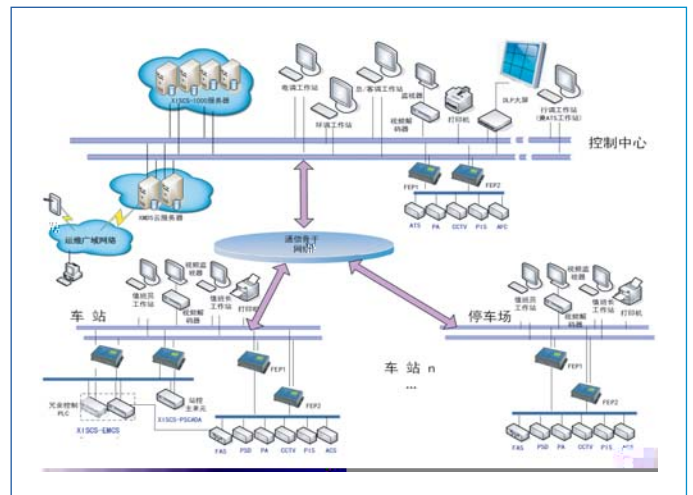 XISCS-1000服务器
电调工作站
环调工作站
总/客调工作站
监视器
视频解码器
打印机
DLP大屏
行调工作站
(兼ATS工作站)
控制中心
FEP1
FEP2
ATS PA CCTV PIS AFC
云服务器
运维广域网络
通信骨干
网络
车 站
值班员
工作站
视频监视器
视频解码器
值班长
工作站
打印机
FEP1
FEP2
冗余控制
PLC
XISCS-EMCS
站控
主单元
XISCS-PSCADA
FAS PSD PA CCTV PIS ACS
车 站 n
...
停车场
值班员
工作站
视频监视器
视频解码器
值班长
工作站
打印机
FEP1
FEP2
FAS PSD PA CCTV PIS ACS